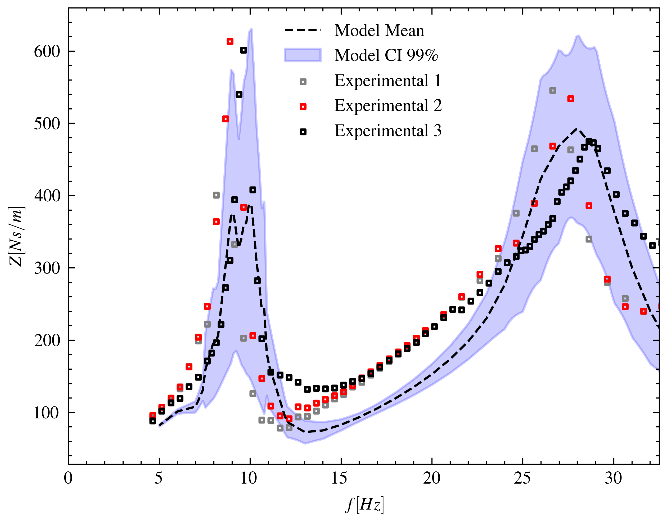 Model Mean
Model CI 99%
Experimental 1
Experimental 2
Experimental 3
600
500
400
300
200
100
Z[Ns/m]
0 5 10 15 20 25 30
f[Hz]